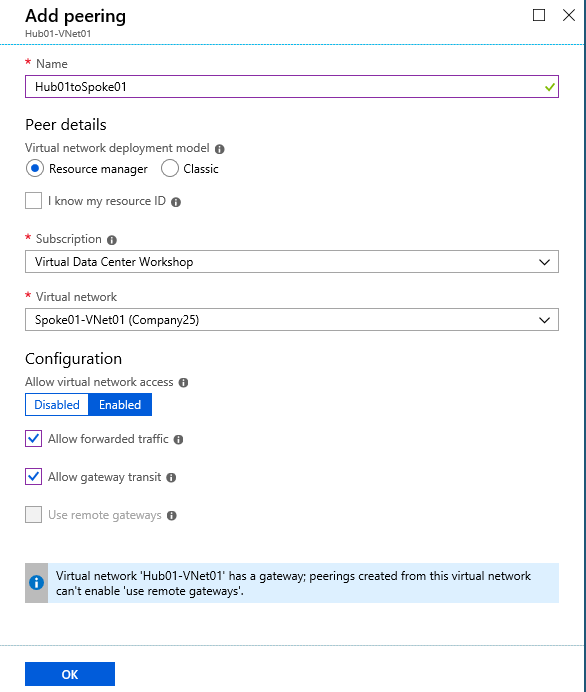 Add peering
Hub01-VNet01
* Name
Hub01toSpoke01
Peer details
Virtual network deployment model
Resource manager
Classic
I know my resource ID
* Subscription
Virtual Data Center Workshop
* Virtual network
Spoke01-VNet01 (Company25)
Configuration
Allow virtual network access
Disabled
Enabled
Allow forwarded traffic
Allow gateway transit
Use remote gateways
Virtual network 'Hub01-VNet01' has a gateway; peerings created from this virtual network
can't enable 'use remote gateways'.
OK